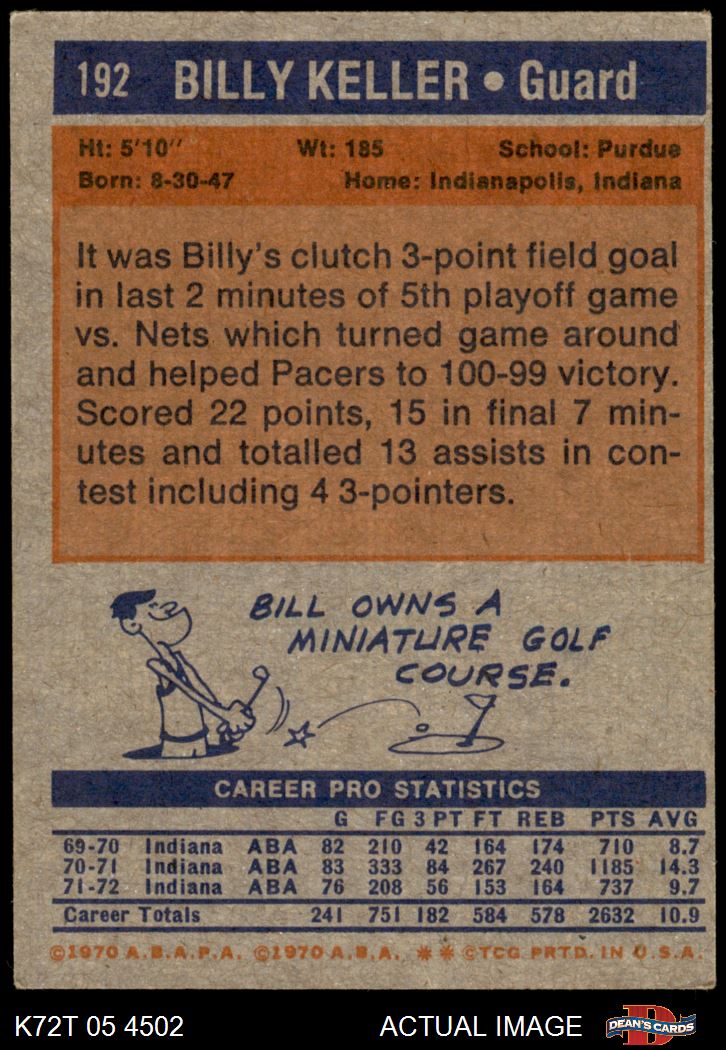 192 BILLY KELLER • Guard
Ht: 5'10" Wt: 185 School: Purdue
Born: 8-30-47 Home: Indianapolis, Indiana
It was Billy's clutch 3-point field goal
in last 2 minutes of 5th playoff game
vs. Nets which turned game around
and helped Pacers to 100-99 victory.
Scored 22 points, 15 in final 7 min-
utes and totalled 13 assists in con-
test including 4 3-pointers.
BILL OWNS A
MINIATURE GOLF
COURSE.
CAREER PRO STATISTICS
G FG 3 PT FT REB PTS AVG
69-70 Indiana ABA 82 210 42 164 174 710 8.7
70-71 Indiana ABA 83 333 84 267 240 1185 14.3
71-72 Indiana ABA 76 208 56 153 164 737 9.7
Career Totals 241 751 182 584 578 2632 10.9
©1970 A.B.A.P.A. ©1970 A.B.A. ** ©TCG PRTD. IN U.S.A.
K72T 05 4502 ACTUAL IMAGE DEAN'S CARDS